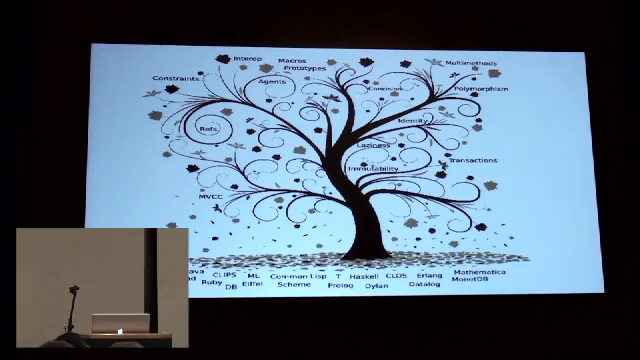 Interop
Macros
Prototypes
Multimethods
Constraints
Agents
Concision
Polymorphism
Refs
Identity
Laziness
Transactions
Immutability
MVCC
CLIPS ML Common Lisp T Haskell CLOS Erlang Mathematica
Ruby DB Eiffel Scheme Prolog Dylan Datalog MonetDB